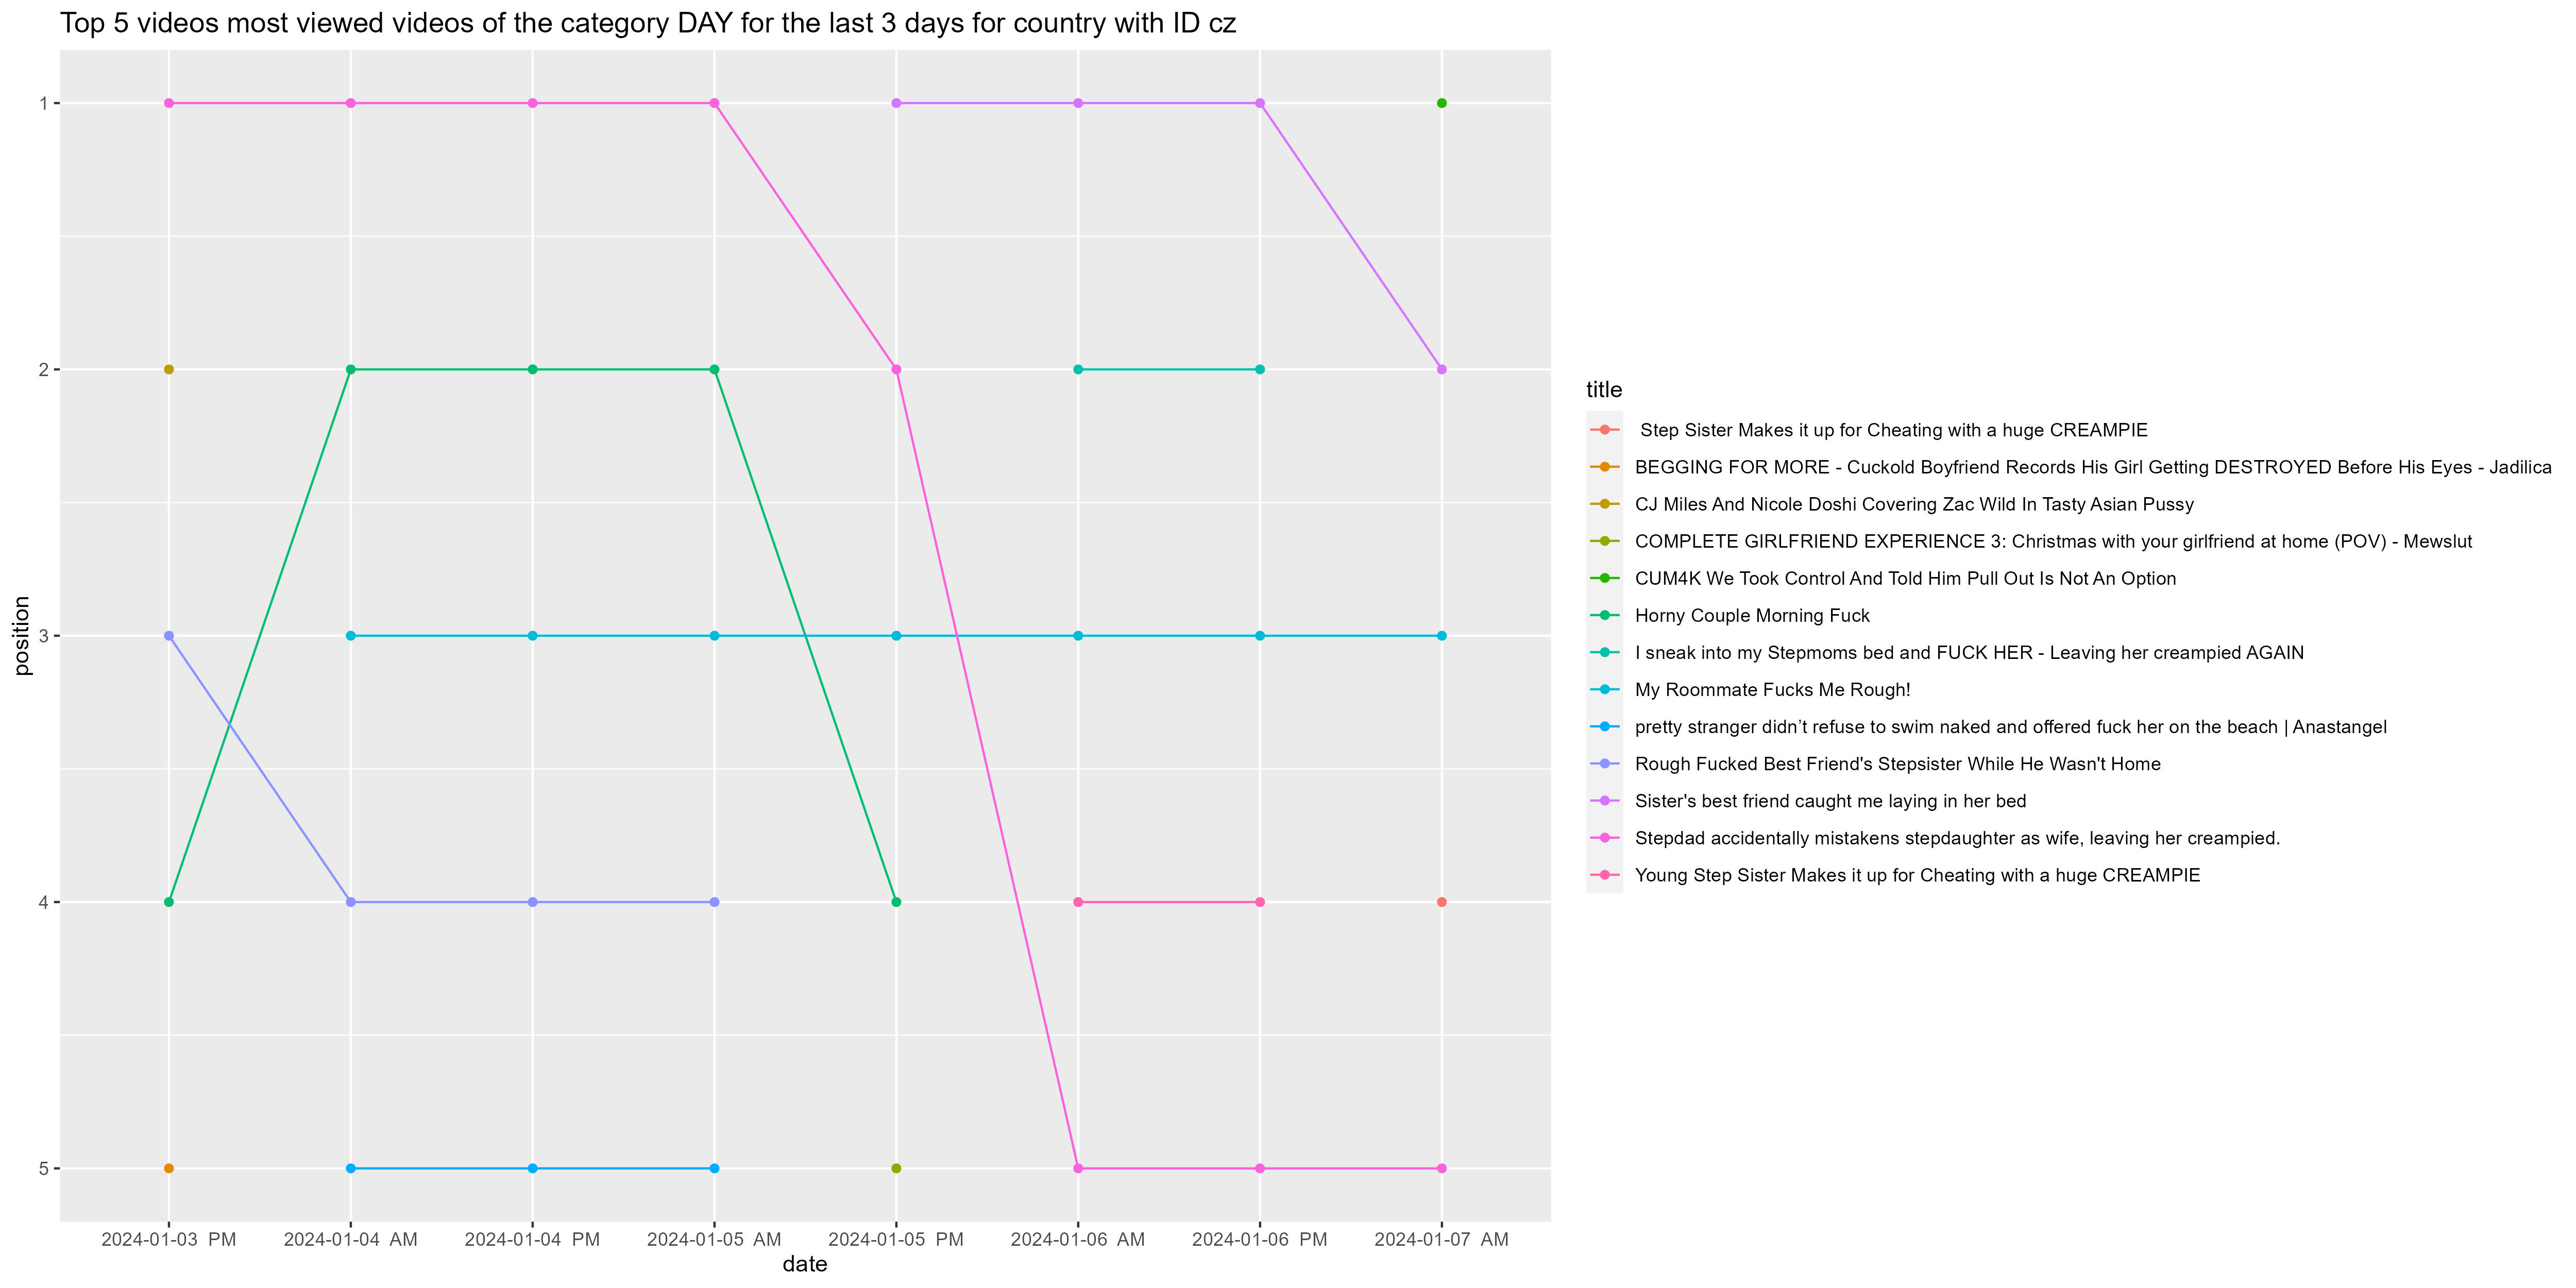 Top 5 videos most viewed videos of the category DAY for the last 3 days for country with ID cz
position
1
2
3
4
5
2024-01-03 PM
2024-01-04 AM
2024-01-04 PM
2024-01-05 AM
2024-01-05 PM
2024-01-06 AM
2024-01-06 PM
2024-01-07 AM
date
title
Step Sister Makes it up for Cheating with a huge CREAMPIE
BEGGING FOR MORE - Cuckold Boyfriend Records His Girl Getting DESTROYED Before His Eyes - Jadilica
CJ Miles And Nicole Doshi Covering Zac Wild In Tasty Asian Pussy
COMPLETE GIRLFRIEND EXPERIENCE 3: Christmas with your girlfriend at home (POV) - Mewslut
CUM4K We Took Control And Told Him Pull Out Is Not An Option
Horny Couple Morning Fuck
I sneak into my Stepmoms bed and FUCK HER - Leaving her creampied AGAIN
My Roommate Fucks Me Rough!
pretty stranger didn’t refuse to swim naked and offered fuck her on the beach | Anastangel
Rough Fucked Best Friend's Stepsister While He Wasn't Home
Sister's best friend caught me laying in her bed
Stepdad accidentally mistakens stepdaughter as wife, leaving her creampied.
Young Step Sister Makes it up for Cheating with a huge CREAMPIE